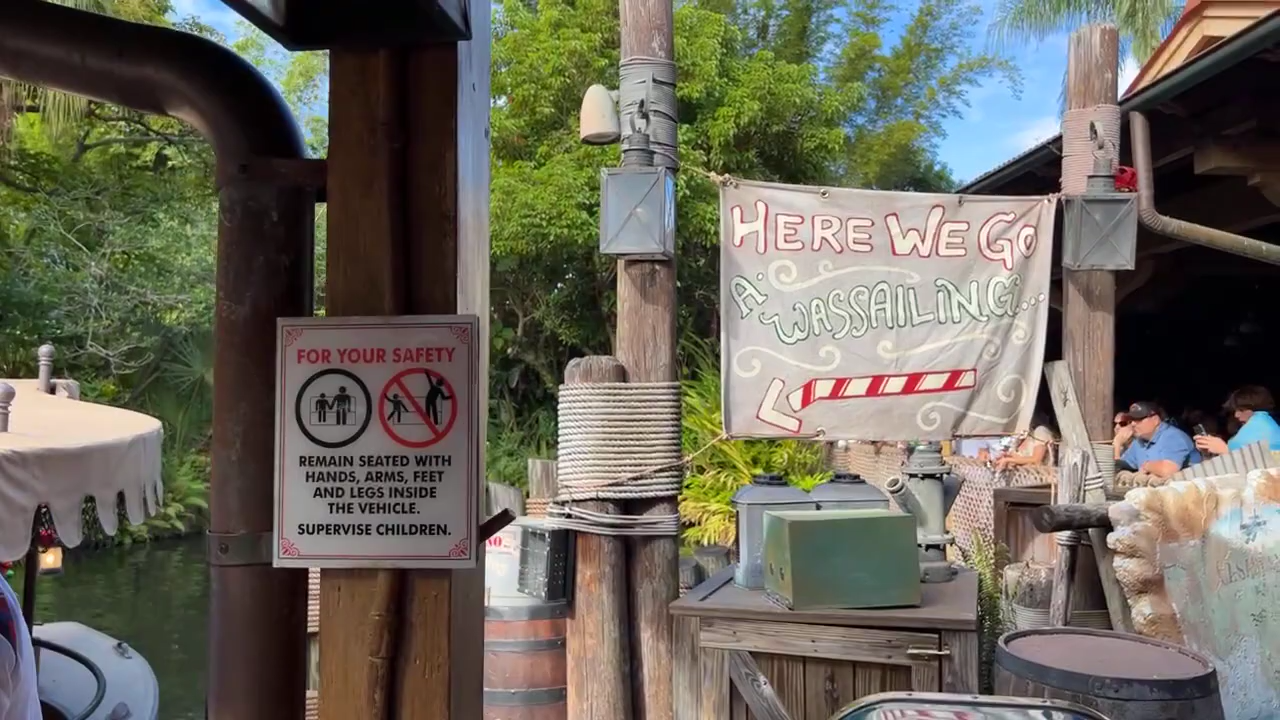 FOR YOUR SAFETY
REMAIN SEATED WITH
HANDS, ARMS, FEET
AND LEGS INSIDE
THE VEHICLE.
SUPERVISE CHILDREN.
HERE WE GO
A' WASSAILING...